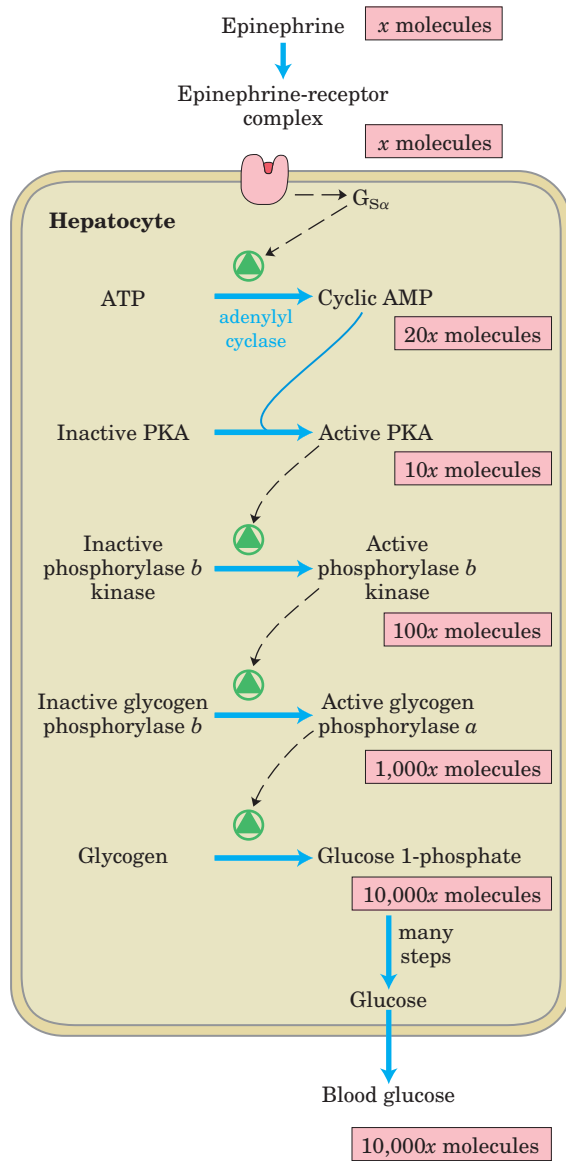 Epinephrine
x molecules
Epinephrine-receptor
complex
x molecules
GSα
Hepatocyte
ATP
Cyclic AMP
adenylyl
cyclase
20x molecules
Inactive PKA
Active PKA
10x molecules
Inactive
phosphorylase b
kinase
Active
phosphorylase b
kinase
100x molecules
Inactive glycogen
phosphorylase b
Active glycogen
phosphorylase a
1,000x molecules
Glycogen
Glucose 1-phosphate
10,000x molecules
many
steps
Glucose
Blood glucose
10,000x molecules